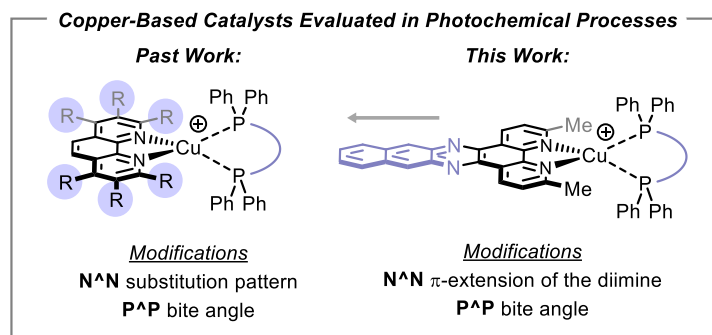 Copper-Based Catalysts Evaluated in Photochemical Processes
Past Work:
This Work:
R R R
R R R
N
N
Cu
⊕
P
P
Ph Ph
Ph Ph
N
N
N
N
Me
Me
Cu
⊕
P
P
Ph Ph
Ph Ph
Modifications
N^N substitution pattern
P^P bite angle
Modifications
N^N π-extension of the diimine
P^P bite angle